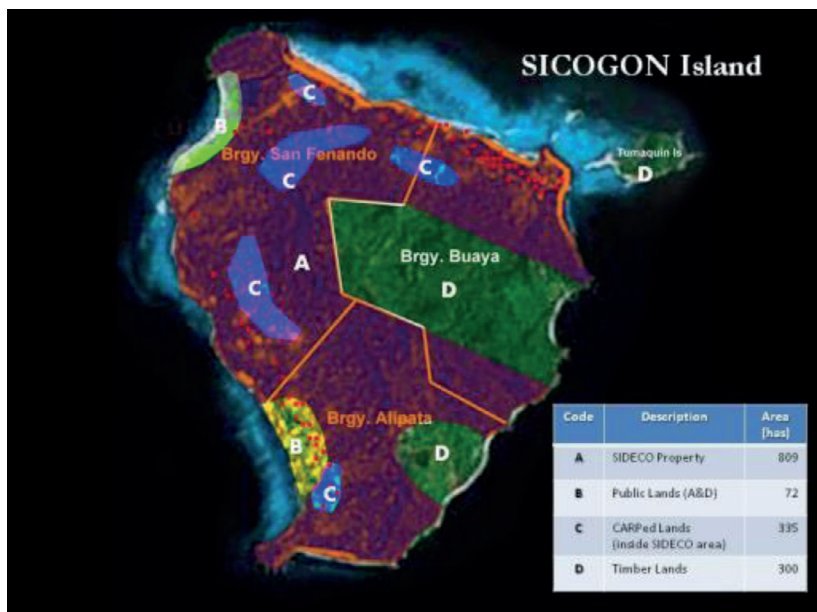 SICOGON Island
C
B
Tumaquin Is
D
Brgy. San Fenando
C
C
Brgy. Buaya
A
D
C
Brgy. Alipata
B
D
C
Code Description Area (has)
A SIDECO Property 809
B Public Lands (A&D) 72
C CARPed Lands (inside SIDECO area) 335
D Timber Lands 300